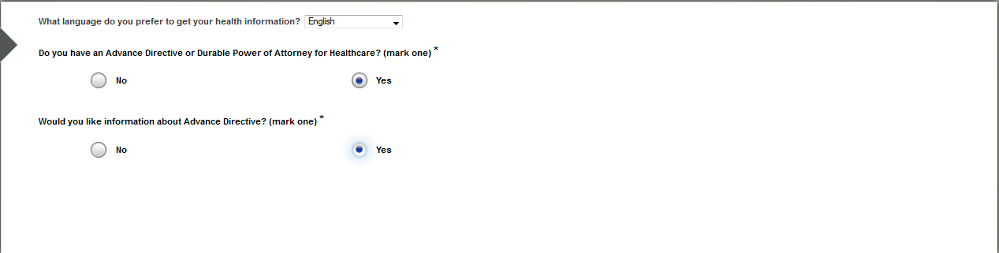 What language do you prefer to get your health information? English
Do you have an Advance Directive or Durable Power of Attorney for Healthcare? (mark one) *
No Yes
Would you like information about Advance Directive? (mark one) *
No Yes